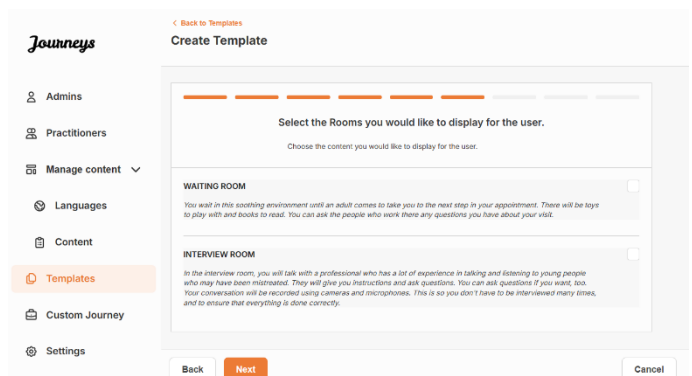 < Back to Templates
Journeys
Create Template
Admins
Practitioners
Manage content
Languages
Content
Templates
Custom Journey
Settings
Select the Rooms you would like to display for the user.
Choose the content you would like to display for the user.
WAITING ROOM
You wait in this soothing environment until an adult comes to take you to the next step in your appointment. There will be toys
to play with and books to read. You can ask the people who work there any questions you have about your visit.
INTERVIEW ROOM
In the interview room, you will talk with a professional who has a lot of experience in talking and listening to young people
who may have been mistreated. They will give you instructions and ask questions. You can ask questions if you want, too.
Your conversation will be recorded using cameras and microphones. This is so you don't have to be interviewed many times,
and to ensure that everything is done correctly.
Back
Next
Cancel